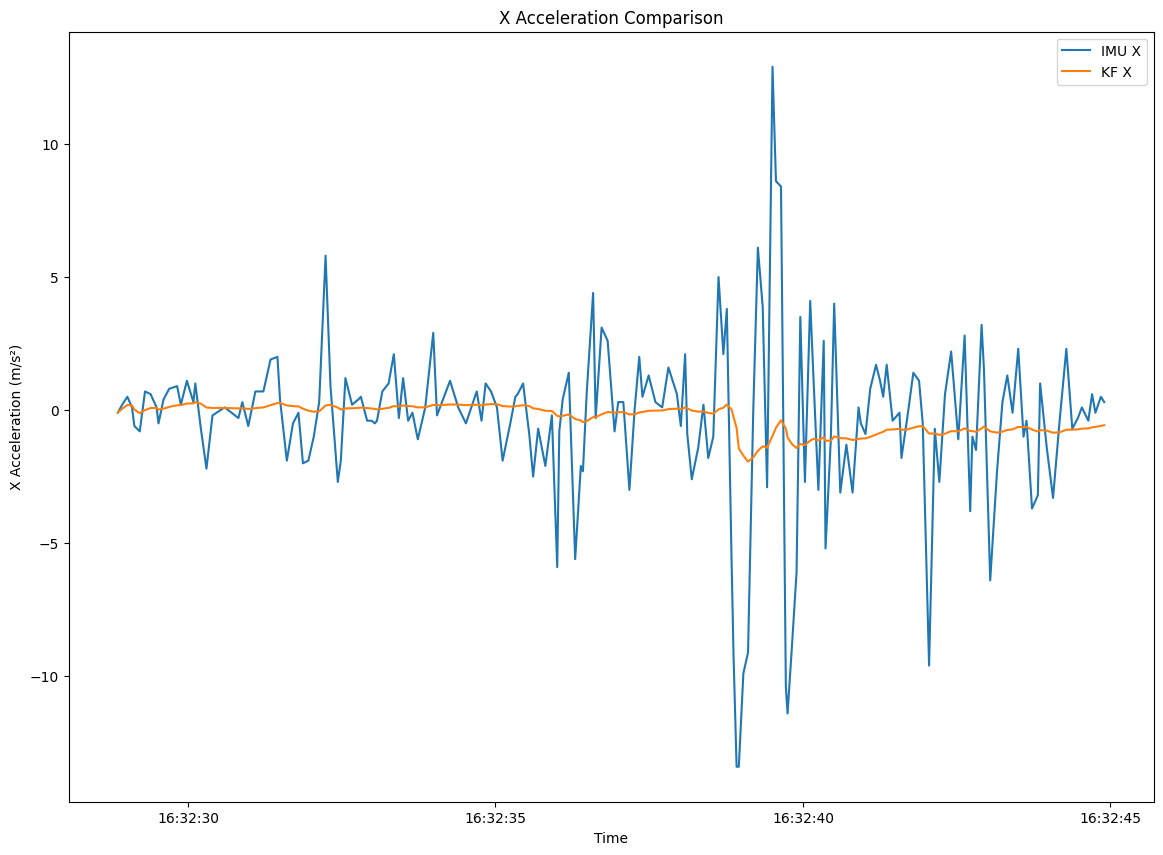 X Acceleration Comparison
IMU X
KF X
10
5
0
−5
−10
X Acceleration (m/s²)
16:32:30
16:32:35
16:32:40
16:32:45
Time